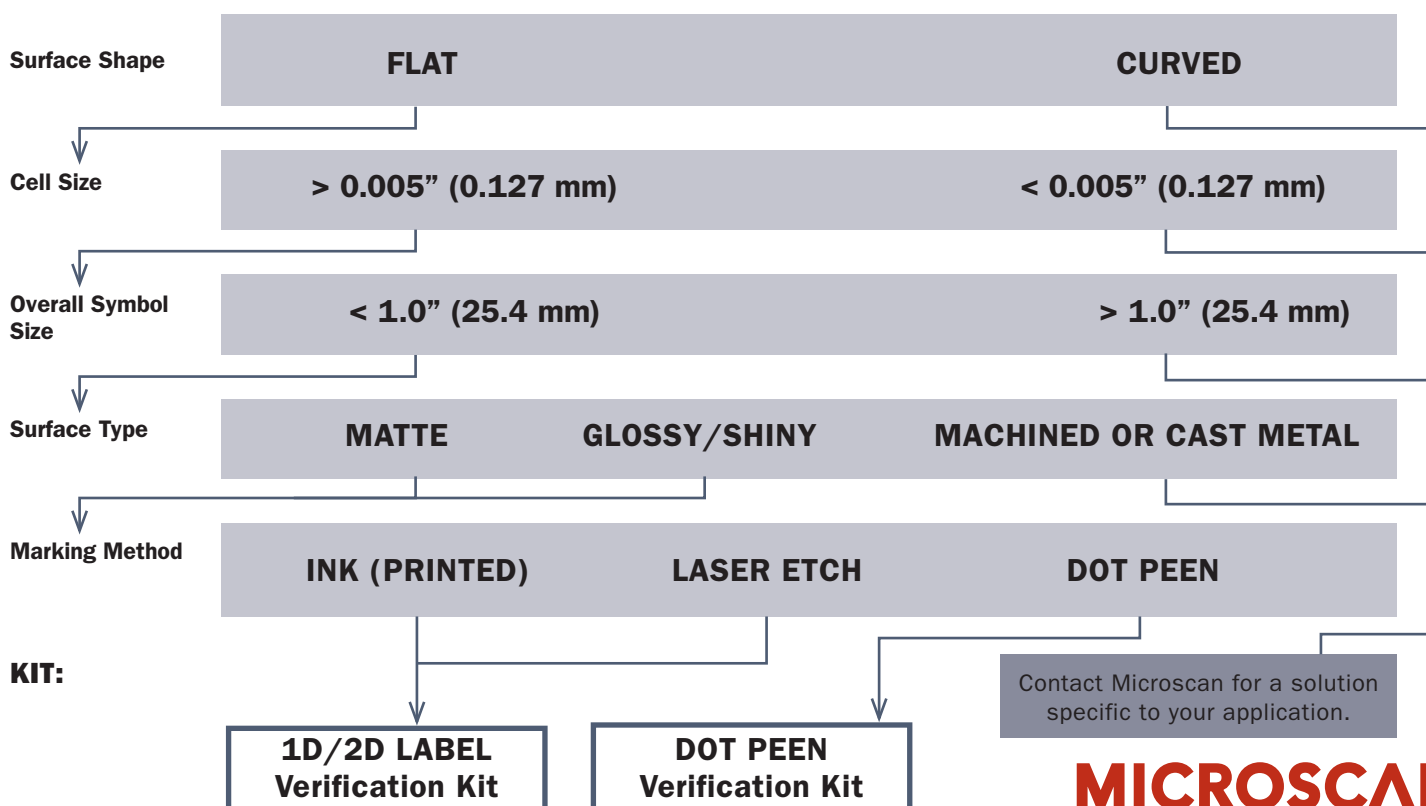 Surface Shape
FLAT
CURVED
Cell Size
> 0.005” (0.127 mm)
< 0.005” (0.127 mm)
Overall Symbol
Size
< 1.0” (25.4 mm)
> 1.0” (25.4 mm)
Surface Type
MATTE
GLOSSY/SHINY
MACHINED OR CAST METAL
Marking Method
INK (PRINTED)
LASER ETCH
DOT PEEN
KIT:
Contact Microscan for a solution
specific to your application.
1D/2D LABEL
Verification Kit
DOT PEEN
Verification Kit
MICROSCAN